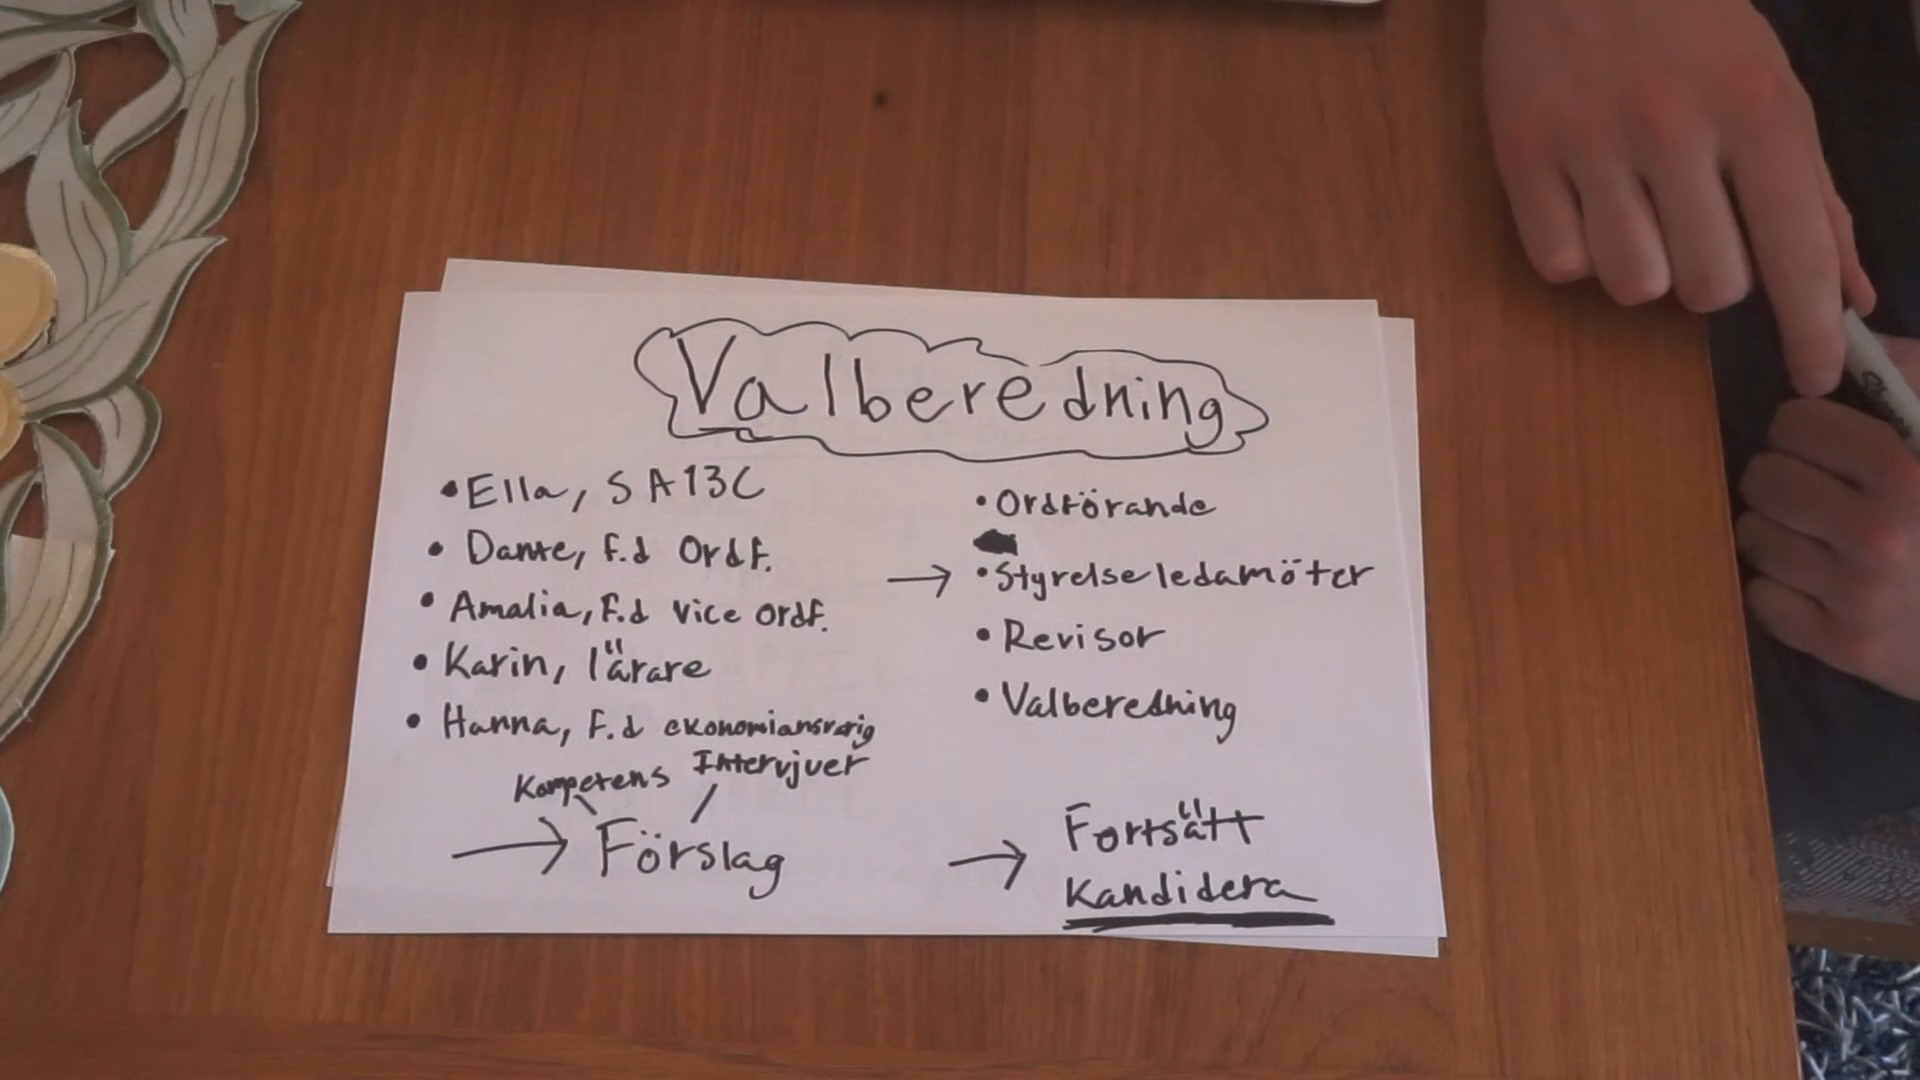 Valberedning
• Ella, SA13C
• Dante, f.d Ordf.
• Amalia, f.d vice ordf.
• Karin, lärare
• Hanna, f.d ekonomiansvarig
Kompetens Intervjuer
→ Förslag
• Ordförande
→ • Styrelseledamöter
• Revisor
• Valberedning
→ Fortsätt
kandidera